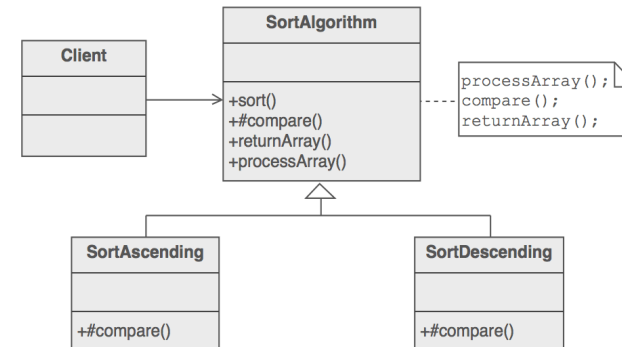 SortAlgorithm
Client
+sort()
+#compare()
+returnArray()
+processArray()
processArray();
compare();
returnArray();
SortAscending
+#compare()
SortDescending
+#compare()